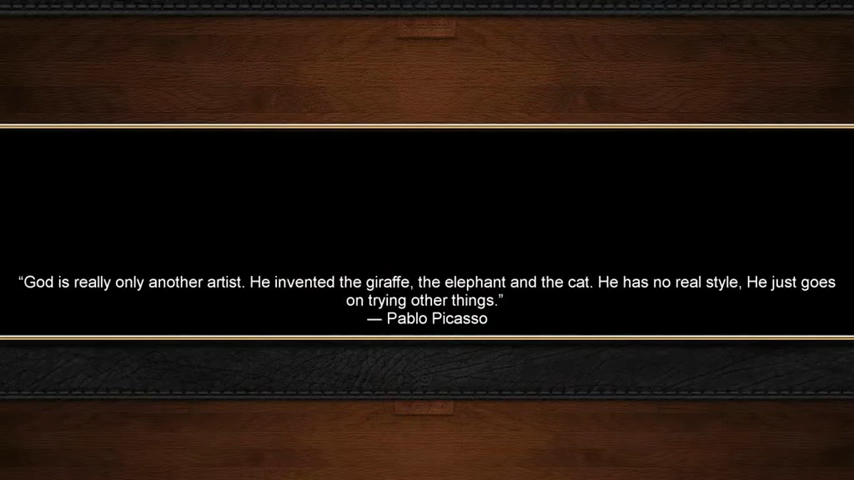 “God is really only another artist. He invented the giraffe, the elephant and the cat. He has no real style, He just goes
on trying other things.”
— Pablo Picasso